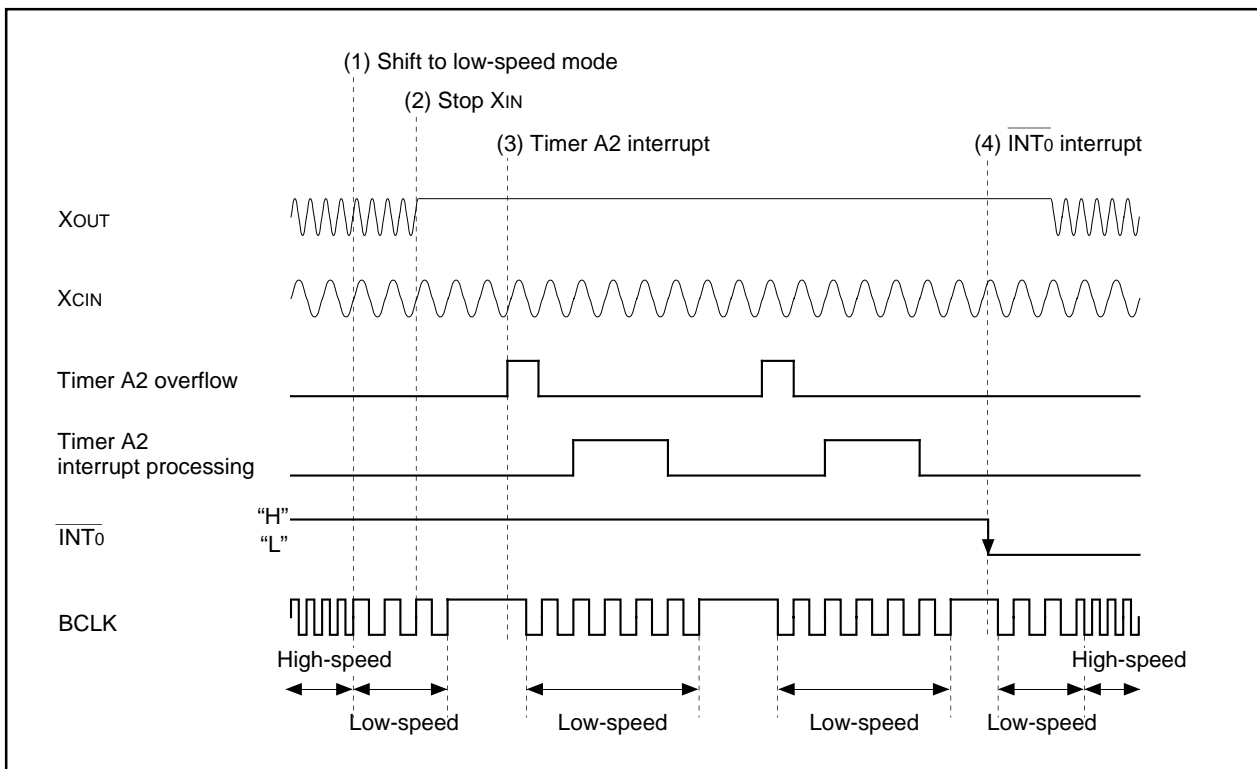 (1) Shift to low-speed mode
(2) Stop XIN
(3) Timer A2 interrupt
(4) INT0 interrupt
XOUT
XCIN
Timer A2 overflow
Timer A2
interrupt processing
“H”
INT0
“L”
BCLK
High-speed
High-speed
Low-speed
Low-speed
Low-speed
Low-speed